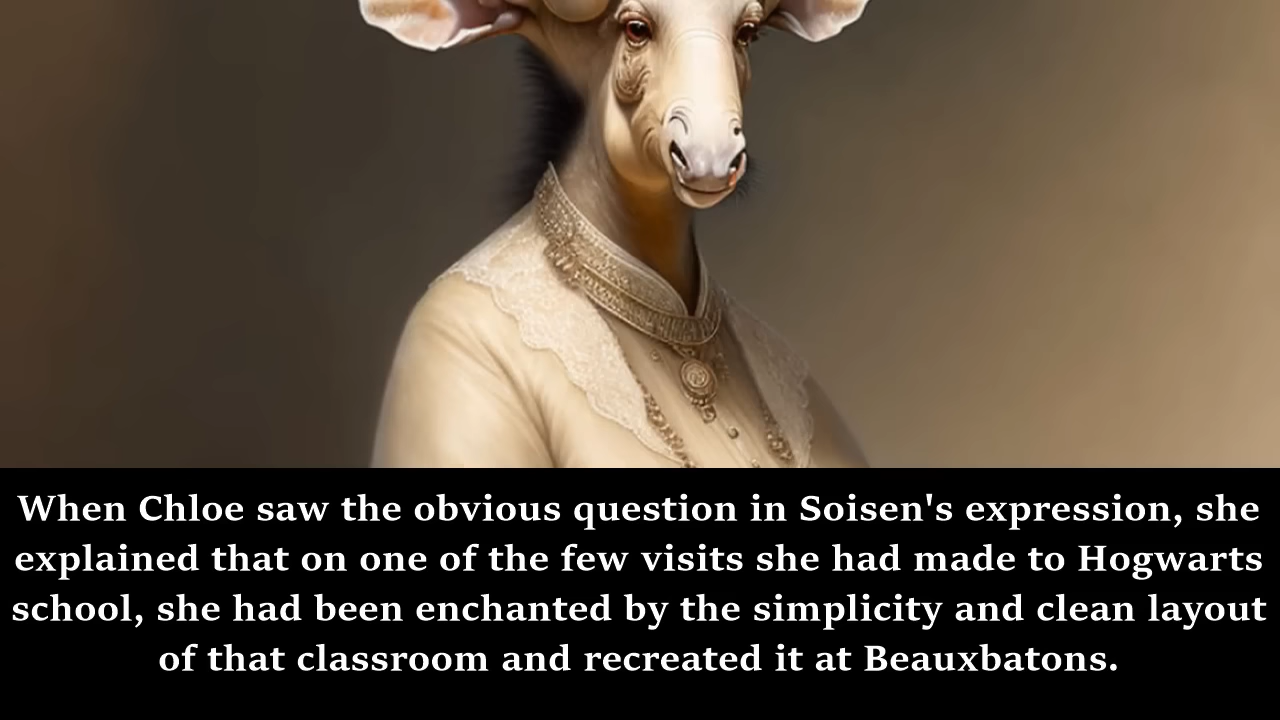 When Chloe saw the obvious question in Soisen's expression, she
explained that on one of the few visits she had made to Hogwarts
school, she had been enchanted by the simplicity and clean layout
of that classroom and recreated it at Beauxbatons.